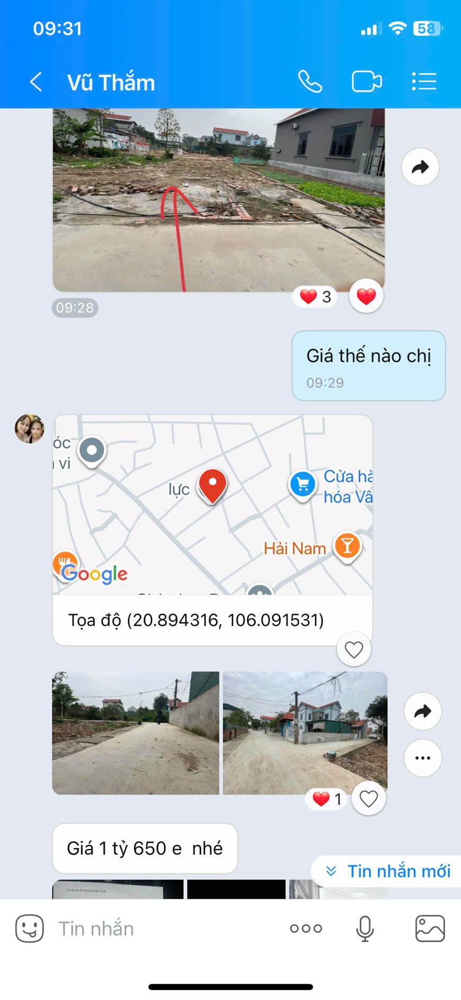 09:31
58
Vũ Thắm
3
09:28
Giá thế nào chị
09:29
óc
vi
lực
Cửa hà
hóa Vâ
Hải Nam
Google
Tọa độ (20.894316, 106.091531)
1
Giá 1 tỷ 650 e nhé
Tin nhắn mới
Tin nhắn